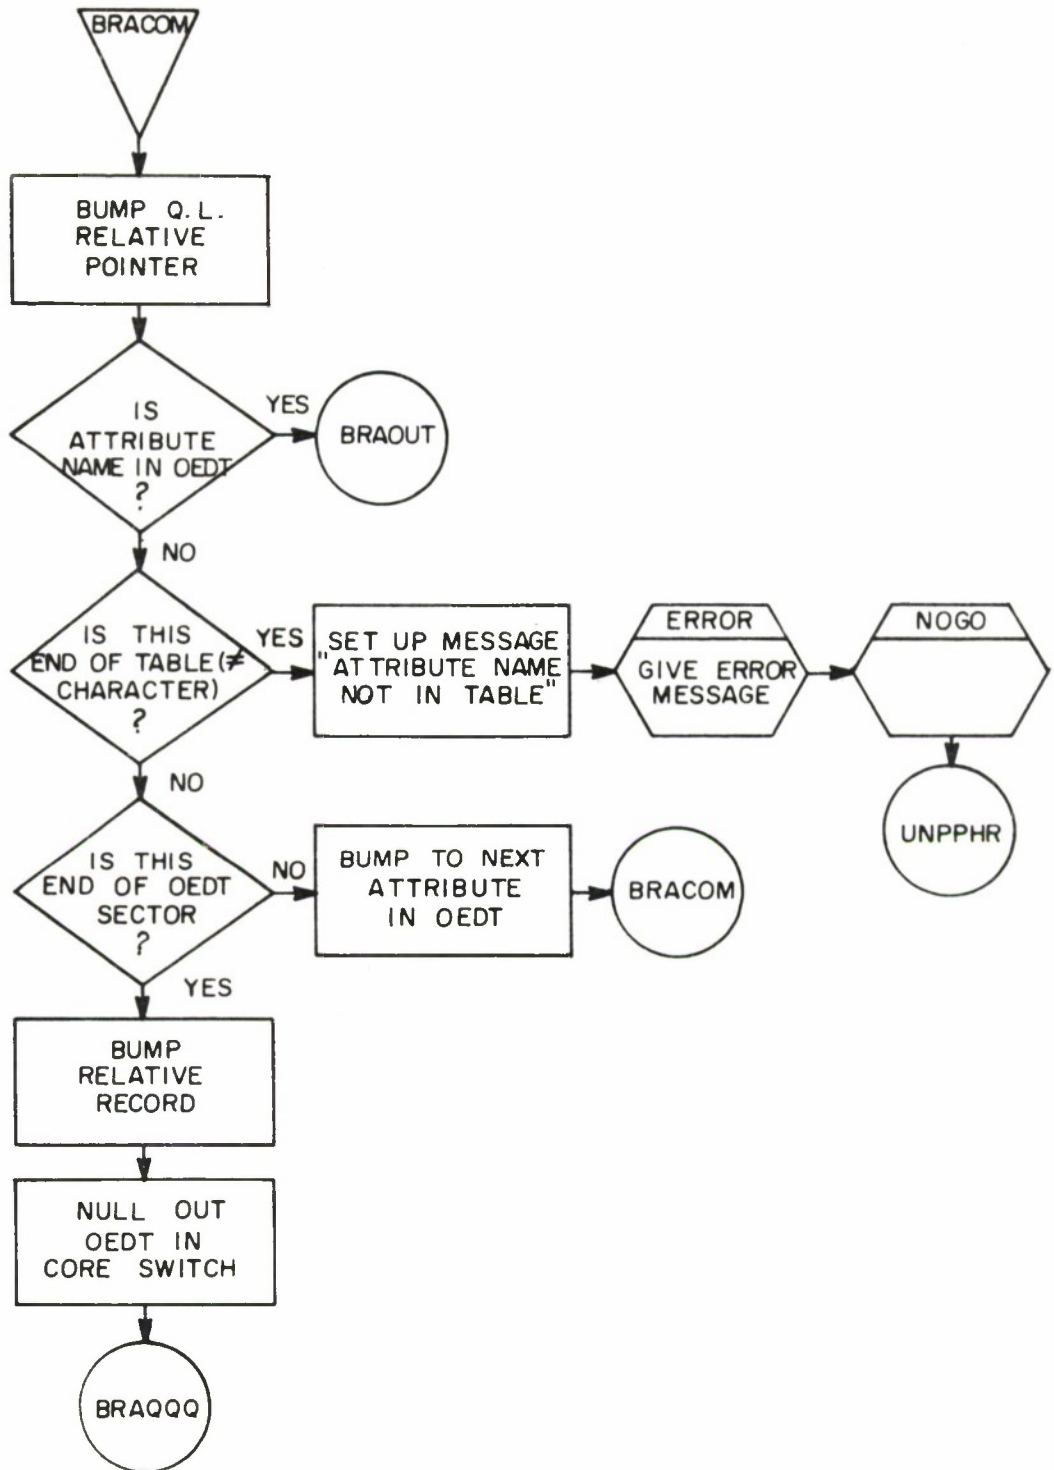 BRACOM
BUMP Q.L.
RELATIVE
POINTER
IS
ATTRIBUTE
NAME IN OEDT
?
YES
BRAOUT
NO
IS THIS
END OF TABLE (≠
CHARACTER)
?
YES
SET UP MESSAGE
"ATTRIBUTE NAME
NOT IN TABLE"
ERROR
GIVE ERROR
MESSAGE
NOGO
UNPPHR
NO
IS THIS
END OF OEDT
SECTOR
?
NO
BUMP TO NEXT
ATTRIBUTE
IN OEDT
BRACOM
YES
BUMP
RELATIVE
RECORD
NULL OUT
OEDT IN
CORE SWITCH
BRAQQQ